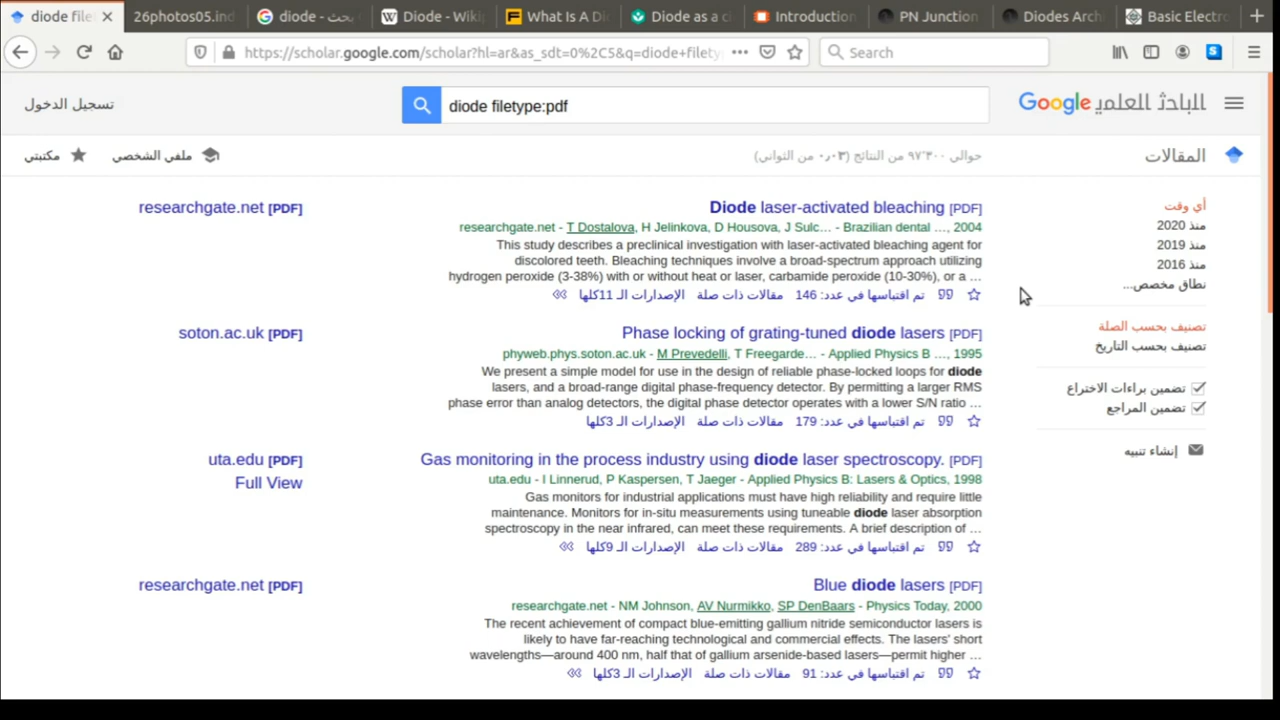 diode file
26photos05.ind
diode - بحث
Diode - Wiki
What Is A Di
Diode as a c
Introduction
PN Junction
Diodes Arch
Basic Electro
https://scholar.google.com/scholar?hl=ar&as_sdt=0%2C5&q=diode+filety
Search
تسجيل الدخول
diode filetype:pdf
الباحث العلمي Google
مكتبتي
ملفي الشخصي
حوالي ٩٧٬٣٠٠ من النتائج (٠٫٠٣ من الثواني)
المقالات
[PDF] Diode laser-activated bleaching
researchgate.net [PDF]
T Dostalova, H Jelinkova, D Housova, J Sulc… - Brazilian dental …, 2004 - researchgate.net
This study describes a preclinical investigation with laser-activated bleaching agent for
discolored teeth. Bleaching techniques involve a broad-spectrum approach utilizing
hydrogen peroxide (3-38%) with or without heat or laser, carbamide peroxide (10-30%), or a …
تم اقتباسها في عدد: 146 مقالات ذات صلة الإصدارات الـ 11كلها
[PDF] Phase locking of grating-tuned diode lasers
soton.ac.uk [PDF]
M Prevedelli, T Freegarde… - Applied Physics B …, 1995 - phyweb.phys.soton.ac.uk
We present a simple model for use in the design of reliable phase-locked loops for diode
lasers, and a broad-range digital phase-frequency detector. By permitting a larger RMS
phase error than analog detectors, the digital phase detector operates with a lower S/N ratio …
تم اقتباسها في عدد: 179 مقالات ذات صلة الإصدارات الـ 3كلها
[PDF] Gas monitoring in the process industry using diode laser spectroscopy.
uta.edu [PDF]
Full View
I Linnerud, P Kaspersen, T Jaeger - Applied Physics B: Lasers & Optics, 1998 - uta.edu
Gas monitors for industrial applications must have high reliability and require little
maintenance. Monitors for in-situ measurements using tuneable diode laser absorption
spectroscopy in the near infrared, can meet these requirements. A brief description of …
تم اقتباسها في عدد: 289 مقالات ذات صلة الإصدارات الـ 9كلها
[PDF] Blue diode lasers
researchgate.net [PDF]
NM Johnson, AV Nurmikko, SP DenBaars - Physics Today, 2000 - researchgate.net
The recent achievement of compact blue-emitting gallium nitride semiconductor lasers is
likely to have far-reaching technological and commercial effects. The lasers' short
wavelengths—around 400 nm, half that of gallium arsenide-based lasers—permit higher …
تم اقتباسها في عدد: 91 مقالات ذات صلة الإصدارات الـ 3كلها
أي وقت
منذ 2020
منذ 2019
منذ 2016
نطاق مخصص...
تصنيف بحسب الصلة
تصنيف بحسب التاريخ
تضمين براءات الاختراع
تضمين المراجع
إنشاء تنبيه